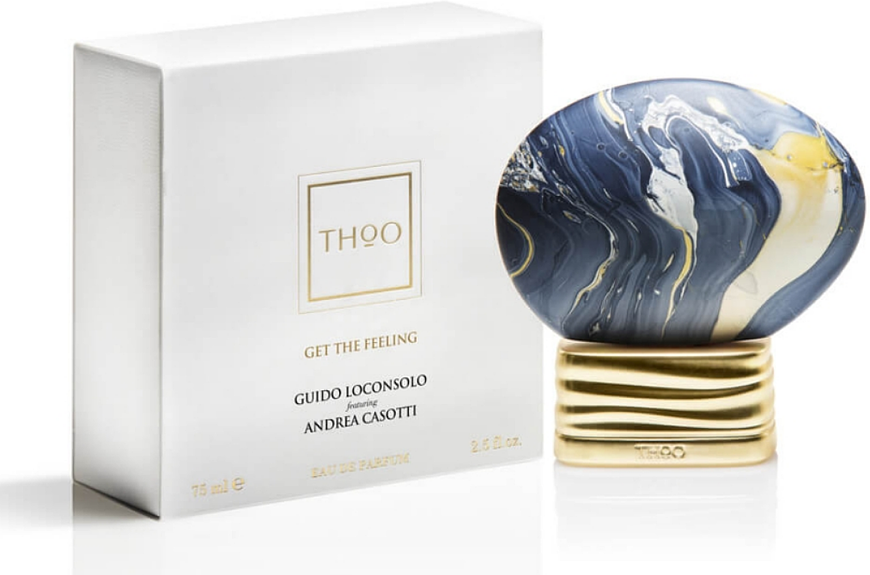 THOO
GET THE FEELING
GUIDO LOCONSOLO
featuring
ANDREA CASOTTI
75 ml ℮
EAU DE PARFUM
2.5 fl.oz.
THOO